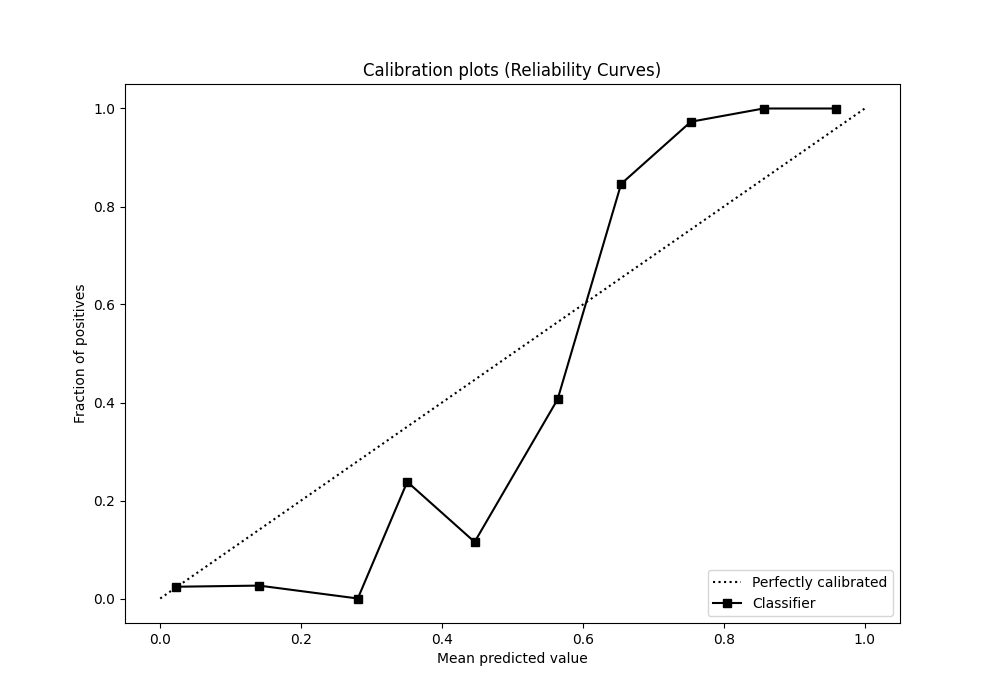 Calibration plots (Reliability Curves)
1.0
0.8
0.6
0.4
0.2
0.0
Fraction of positives
0.0 0.2 0.4 0.6 0.8 1.0
Mean predicted value
Perfectly calibrated
Classifier